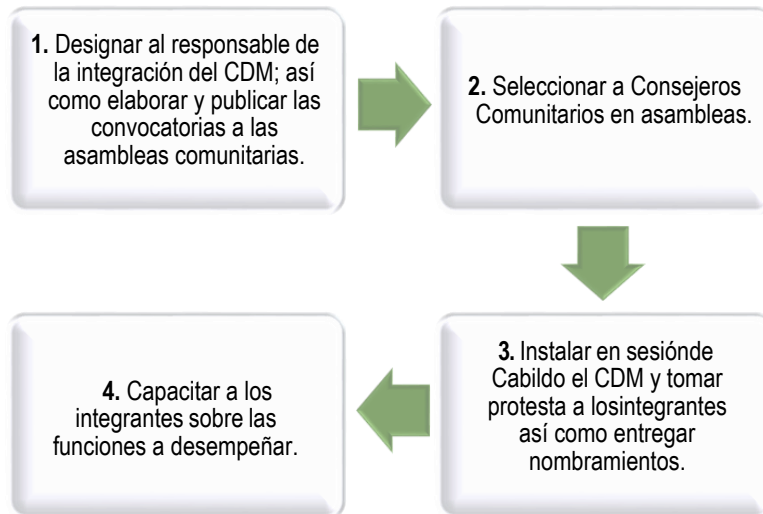 1. Designar al responsable de
la integración del CDM; así
como elaborar y publicar las
convocatorias a las
asambleas comunitarias.
2. Seleccionar a Consejeros
Comunitarios en asambleas.
3. Instalar en sesiónde
Cabildo el CDM y tomar
protesta a losintegrantes
así como entregar
nombramientos.
4. Capacitar a los
integrantes sobre las
funciones a desempeñar.